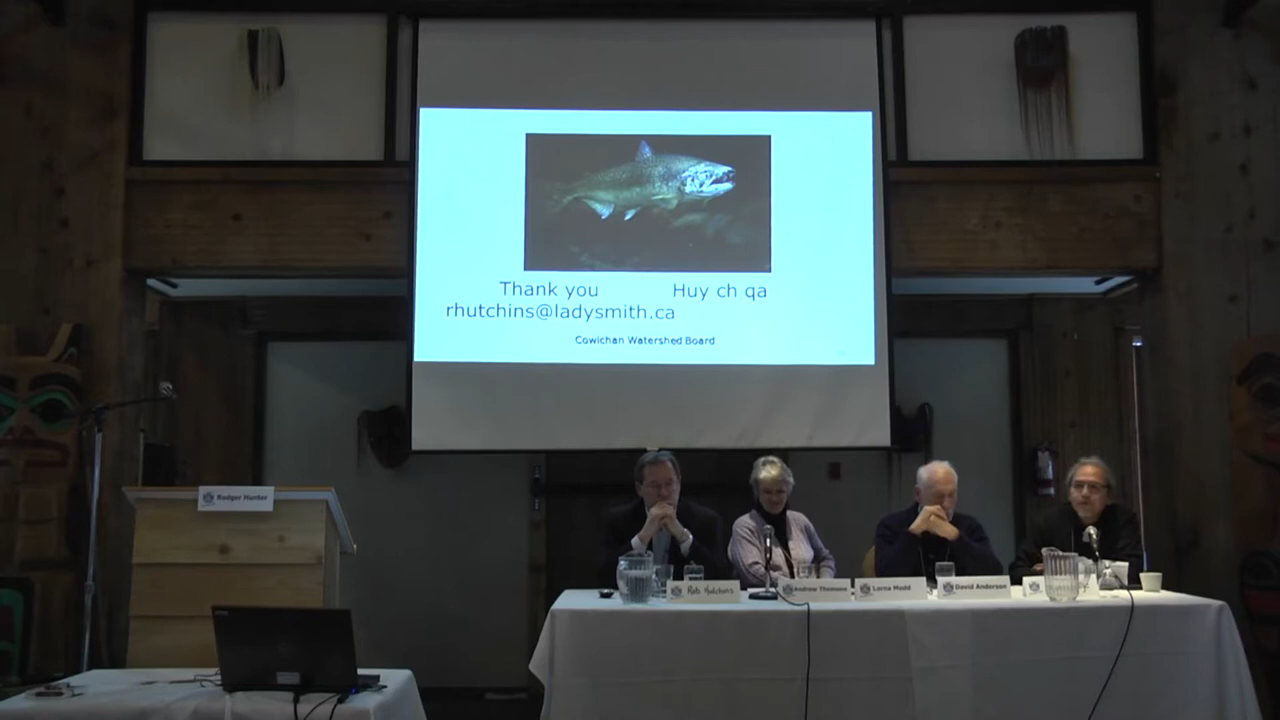 Thank you Huy ch qa
rhutchins@ladysmith.ca
Cowichan Watershed Board
Rodger Hunter
Rob Hutchins
Andrew Thomson
Lorna Medd
David Anderson